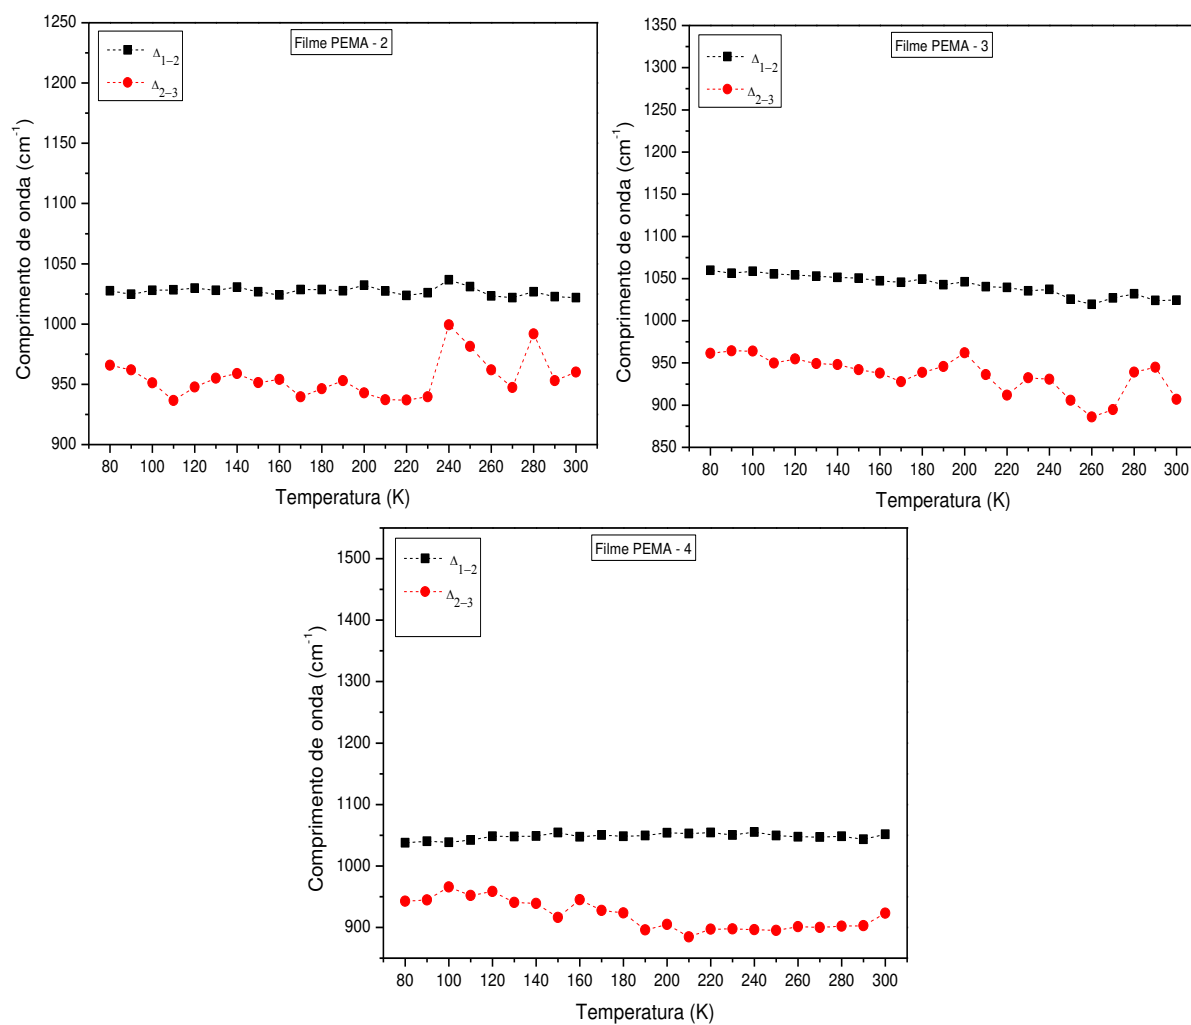 Filme PEMA - 2
Δ1–2
Δ2–3
1250
1200
1150
1100
1050
1000
950
900
Comprimento de onda (cm-1)
80 100 120 140 160 180 200 220 240 260 280 300
Temperatura (K)
Filme PEMA - 3
Δ1–2
Δ2–3
1350
1300
1250
1200
1150
1100
1050
1000
950
900
850
Comprimento de onda (cm-1)
80 100 120 140 160 180 200 220 240 260 280 300
Temperatura (K)
Filme PEMA - 4
Δ1–2
Δ2–3
1500
1400
1300
1200
1100
1000
900
Comprimento de onda (cm-1)
80 100 120 140 160 180 200 220 240 260 280 300
Temperatura (K)